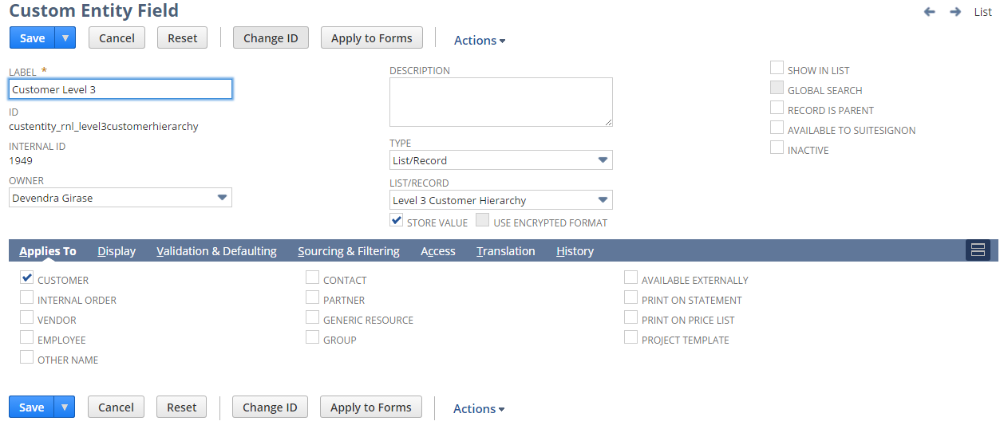 Custom Entity Field
List
Save
Cancel
Reset
Change ID
Apply to Forms
Actions
LABEL *
Customer Level 3
ID
custentity_rnl_level3customerhierarchy
INTERNAL ID
1949
OWNER
Devendra Girase
DESCRIPTION
TYPE
List/Record
LIST/RECORD
Level 3 Customer Hierarchy
STORE VALUE
USE ENCRYPTED FORMAT
SHOW IN LIST
GLOBAL SEARCH
RECORD IS PARENT
AVAILABLE TO SUITESIGNON
INACTIVE
Applies To
Display
Validation & Defaulting
Sourcing & Filtering
Access
Translation
History
CUSTOMER
INTERNAL ORDER
VENDOR
EMPLOYEE
OTHER NAME
CONTACT
PARTNER
GENERIC RESOURCE
GROUP
AVAILABLE EXTERNALLY
PRINT ON STATEMENT
PRINT ON PRICE LIST
PROJECT TEMPLATE
Save
Cancel
Reset
Change ID
Apply to Forms
Actions